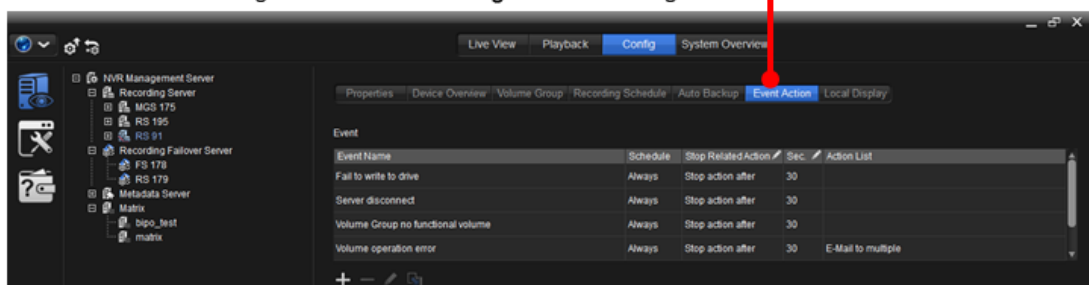 Live View Playback Config System Overview
NVR Management Server
Recording Server
MGS 175
RS 195
RS 91
Recording Failover Server
FS 178
RS 179
Metadata Server
Matrix
bipo_test
matrix
Properties Device Overview Volume Group Recording Schedule Auto Backup Event Action Local Display
Event
Event Name Schedule Stop Related Action Sec. Action List
Fail to write to drive Always Stop action after 30
Server disconnect Always Stop action after 30
Volume Group no functional volume Always Stop action after 30
Volume operation error Always Stop action after 30 E-Mail to multiple